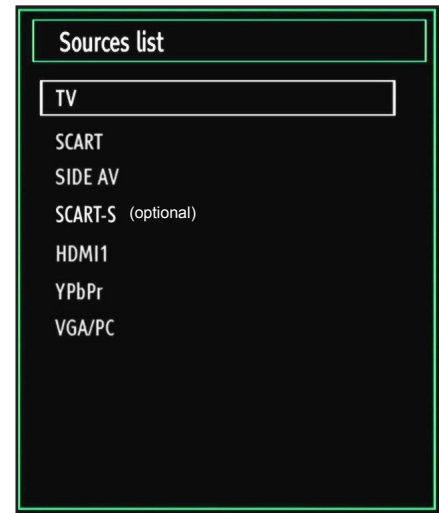 Sources list
TV
SCART
SIDE AV
SCART-S (optional)
HDMI1
YPbPr
VGA/PC